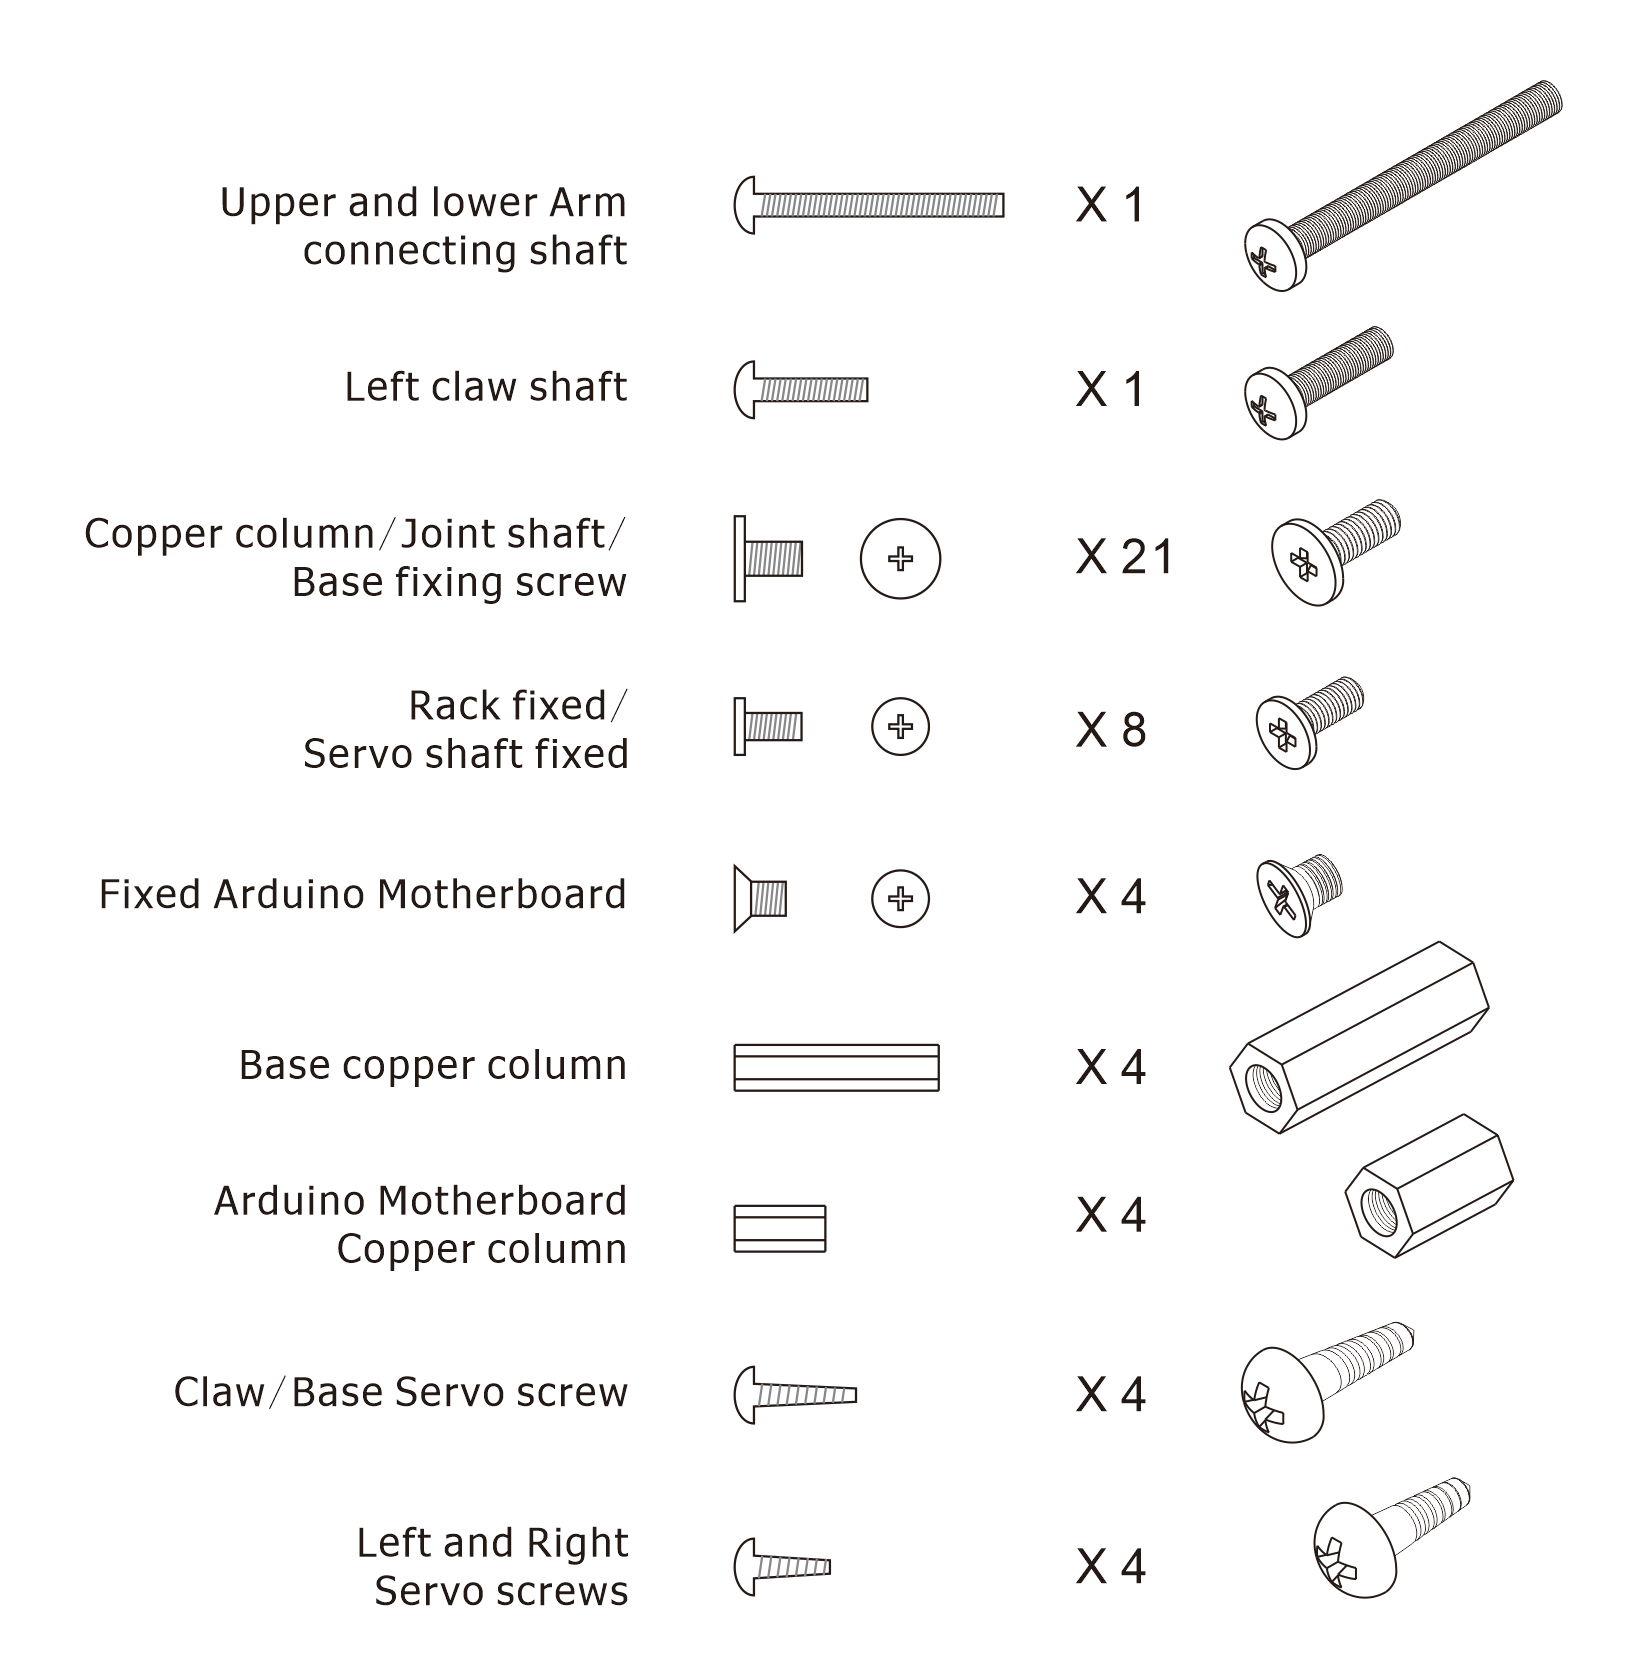 Upper and lower Arm
connecting shaft
X 1
Left claw shaft
X 1
Copper column/Joint shaft/
Base fixing screw
X 21
Rack fixed/
Servo shaft fixed
X 8
Fixed Arduino Motherboard
X 4
Base copper column
X 4
Arduino Motherboard
Copper column
X 4
Claw/Base Servo screw
X 4
Left and Right
Servo screws
X 4